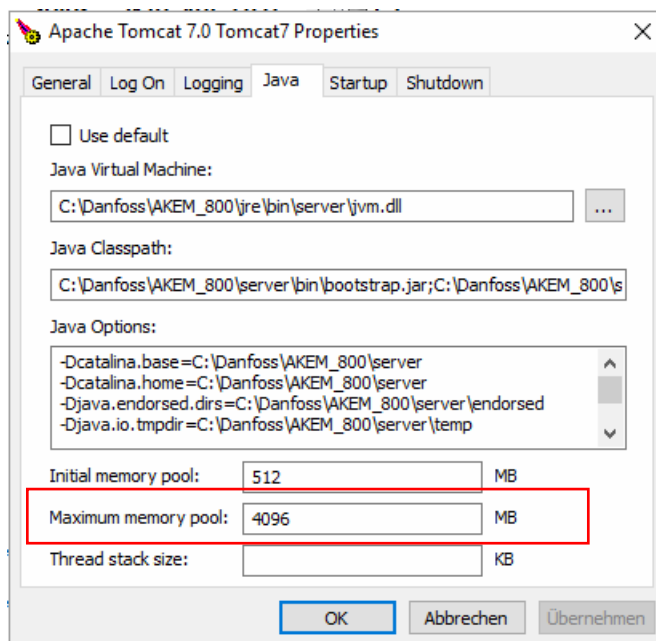 Apache Tomcat 7.0 Tomcat7 Properties
General Log On Logging Java Startup Shutdown
Use default
Java Virtual Machine:
C:\Danfoss\AKEM_800\jre\bin\server\jvm.dll ...
Java Classpath:
C:\Danfoss\AKEM_800\server\bin\bootstrap.jar;C:\Danfoss\AKEM_800\s
Java Options:
-Dcatalina.base=C:\Danfoss\AKEM_800\server
-Dcatalina.home=C:\Danfoss\AKEM_800\server
-Djava.endorsed.dirs=C:\Danfoss\AKEM_800\server\endorsed
-Djava.io.tmpdir=C:\Danfoss\AKEM_800\server\temp
Initial memory pool: 512 MB
Maximum memory pool: 4096 MB
Thread stack size: KB
OK Abbrechen Übernehmen